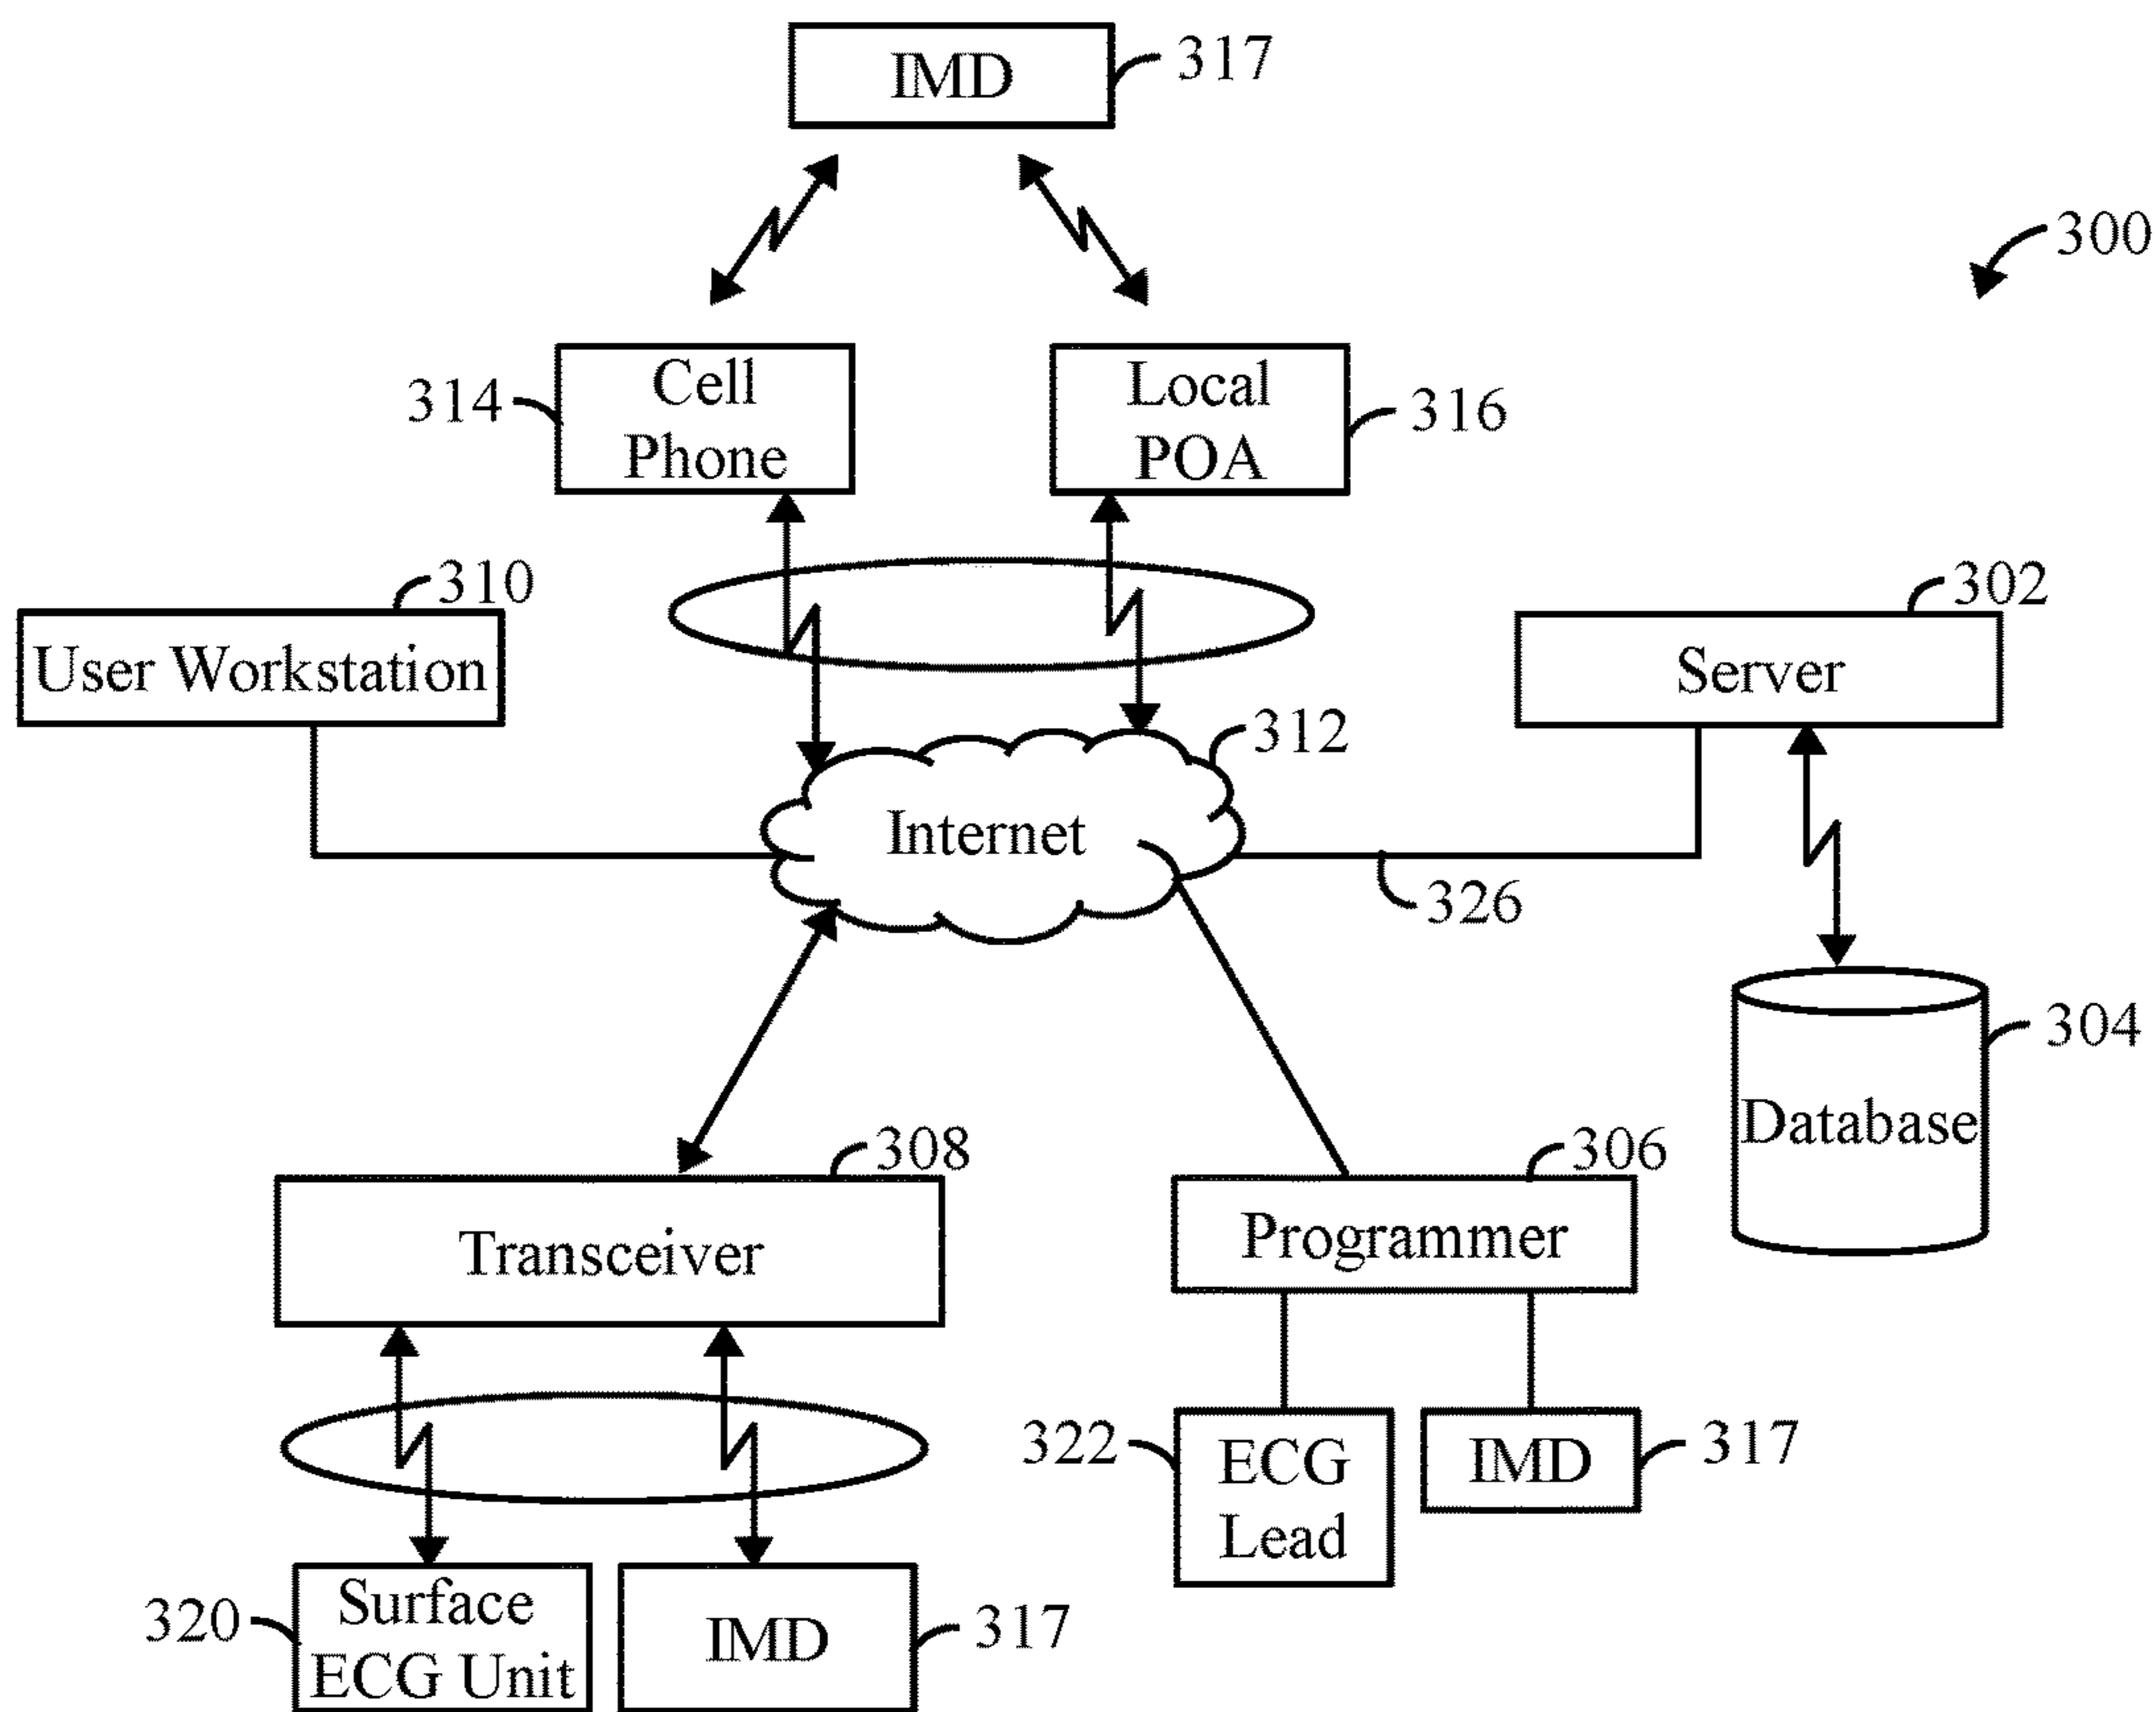 IMD
317
300
Cell
Phone
314
Local
POA
316
310
User Workstation
302
Server
312
Internet
326
304
Database
308
Transceiver
306
Programmer
322
ECG
Lead
IMD
317
320
Surface
ECG Unit
IMD
317